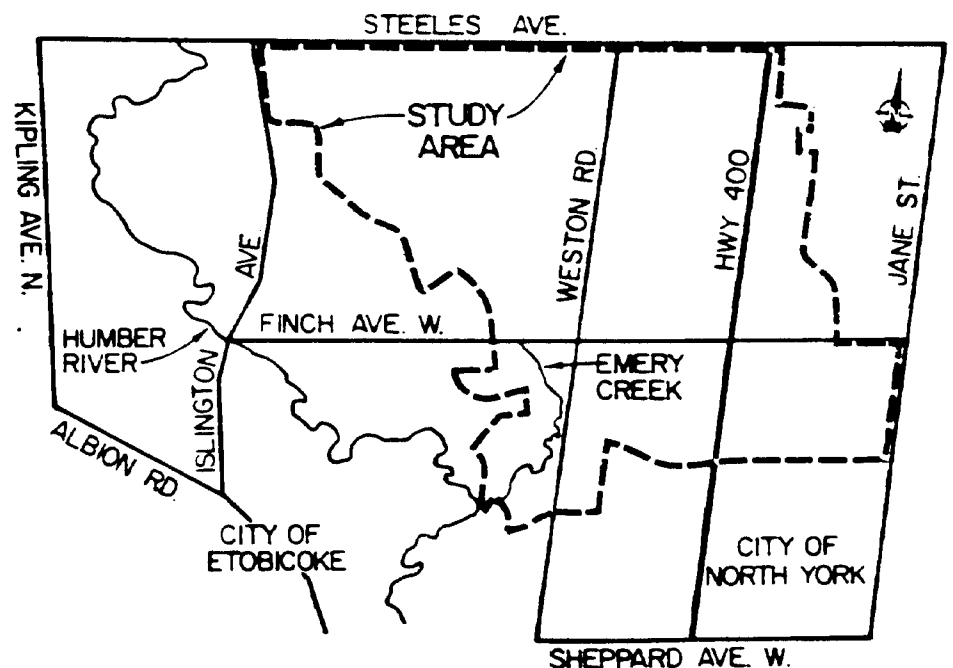 STEELES AVE.
KIPLING AVE. N.
STUDY
AREA
WESTON RD.
HWY 400
JANE ST.
AVE.
ISLINGTON
FINCH AVE. W.
HUMBER
RIVER
EMERY
CREEK
ALBION RD.
CITY OF
ETOBICOKE
CITY OF
NORTH YORK
SHEPPARD AVE. W.